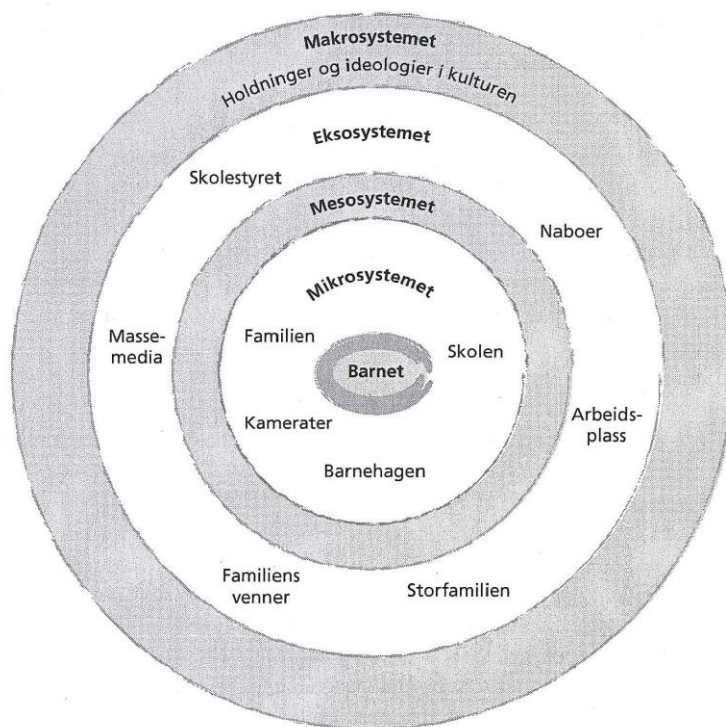 Makrosystemet
Holdninger og ideologier i kulturen
Eksosystemet
Skolestyret
Mesosystemet
Naboer
Mikrosystemet
Masse-
media
Familien
Skolen
Barnet
Kamerater
Arbeids-
plass
Barnehagen
Familiens
venner
Storfamilien